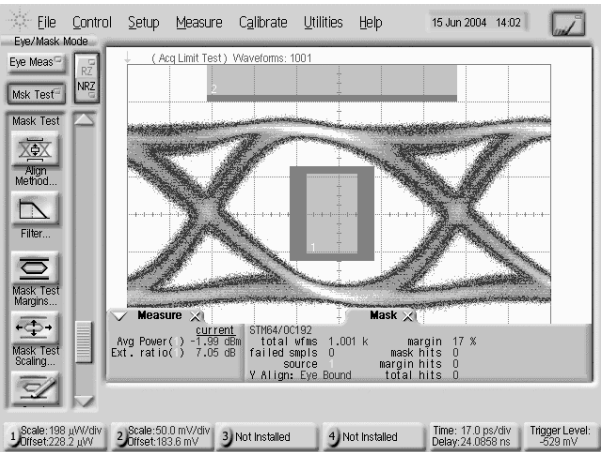 File Control Setup Measure Calibrate Utilities Help 15 Jun 2004 14:02
Eye/Mask Mode
Eye Meas
RZ
Msk Test
NRZ
(Acq Limit Test) Waveforms: 1001
2
Mask Test
Align Method...
Filter...
1
Mask Test Margins...
Mask Test Scaling...
Measure
current
Avg Power( ) -1.99 dBm
Ext. ratio( ) 7.05 dB
Mask
STM64/OC192
total wfms 1.001 k margin 17 %
failed smpls 0 mask hits 0
source 1 margin hits 0
Y Align: Eye Bound total hits 0
1 Scale: 198 µW/div
Offset:228.2 µW
2 Scale:50.0 mV/div
Offset:183.6 mV
3 Not Installed
4 Not Installed
Time: 17.0 ps/div
Delay:24.0858 ns
Trigger Level:
-529 mV